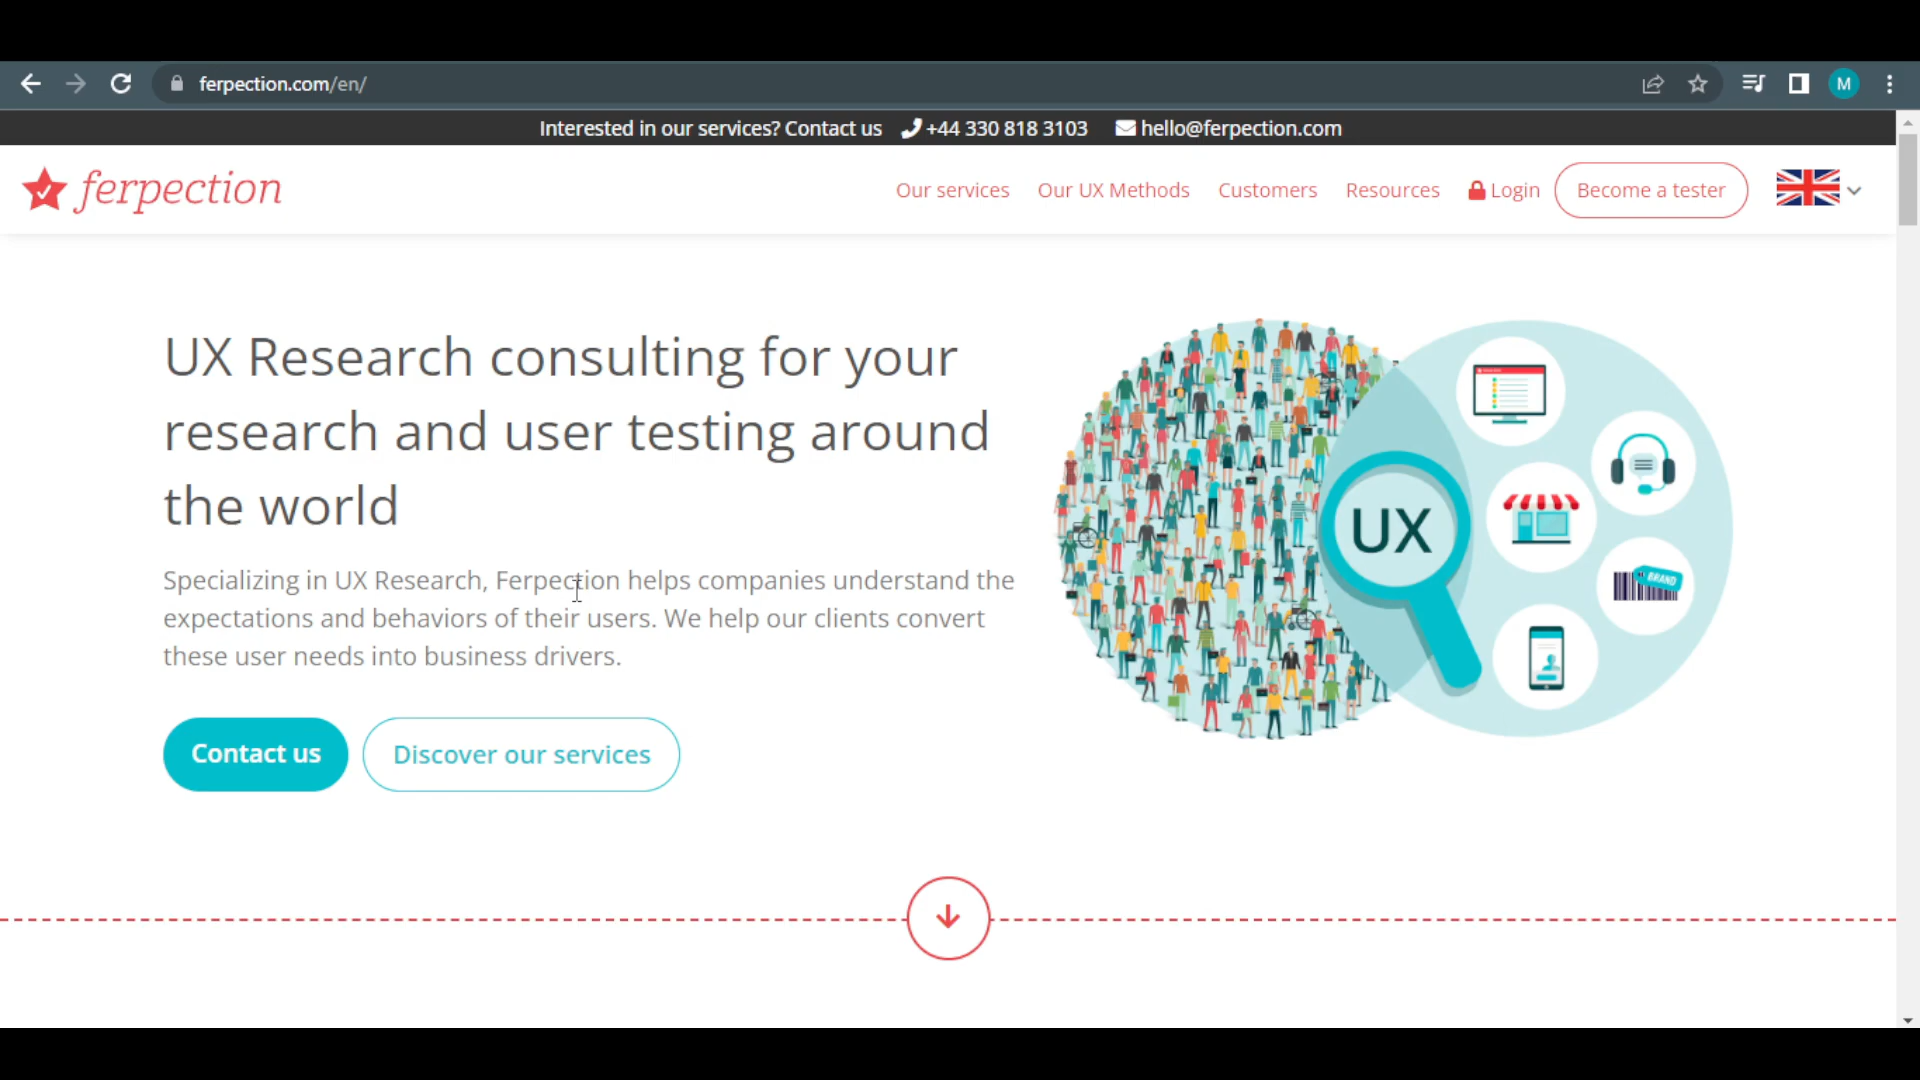 ferpection.com/en/
M
Interested in our services? Contact us +44 330 818 3103 hello@ferpection.com
ferpection
Our services Our UX Methods Customers Resources Login Become a tester
UX Research consulting for your
research and user testing around
the world
Specializing in UX Research, Ferpection helps companies understand the
expectations and behaviors of their users. We help our clients convert
these user needs into business drivers.
Contact us Discover our services
UX
BRAND